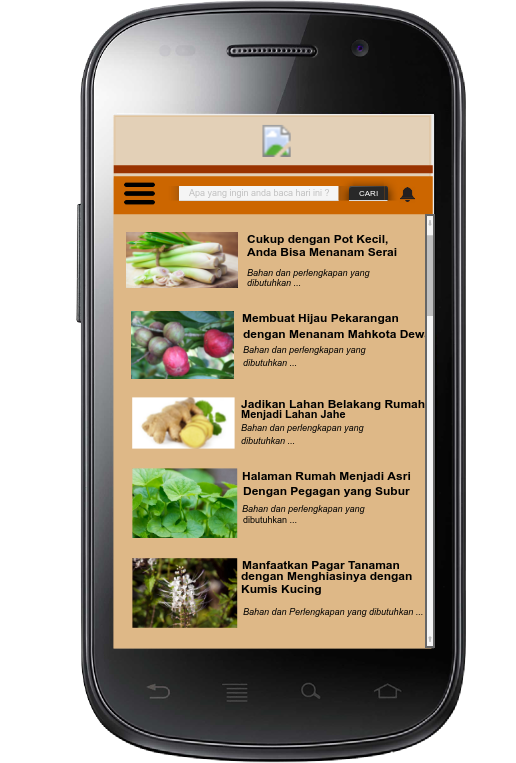 Apa yang ingin anda baca hari ini ?
CARI
Cukup dengan Pot Kecil,
Anda Bisa Menanam Serai
Bahan dan perlengkapan yang
dibutuhkan ...
Membuat Hijau Pekarangan
dengan Menanam Mahkota Dew
Bahan dan perlengkapan yang
dibutuhkan ...
Jadikan Lahan Belakang Rumah
Menjadi Lahan Jahe
Bahan dan perlengkapan yang
dibutuhkan ...
Halaman Rumah Menjadi Asri
Dengan Pegagan yang Subur
Bahan dan perlengkapan yang
dibutuhkan ...
Manfaatkan Pagar Tanaman
dengan Menghiasinya dengan
Kumis Kucing
Bahan dan Perlengkapan yang dibutuhkan ...